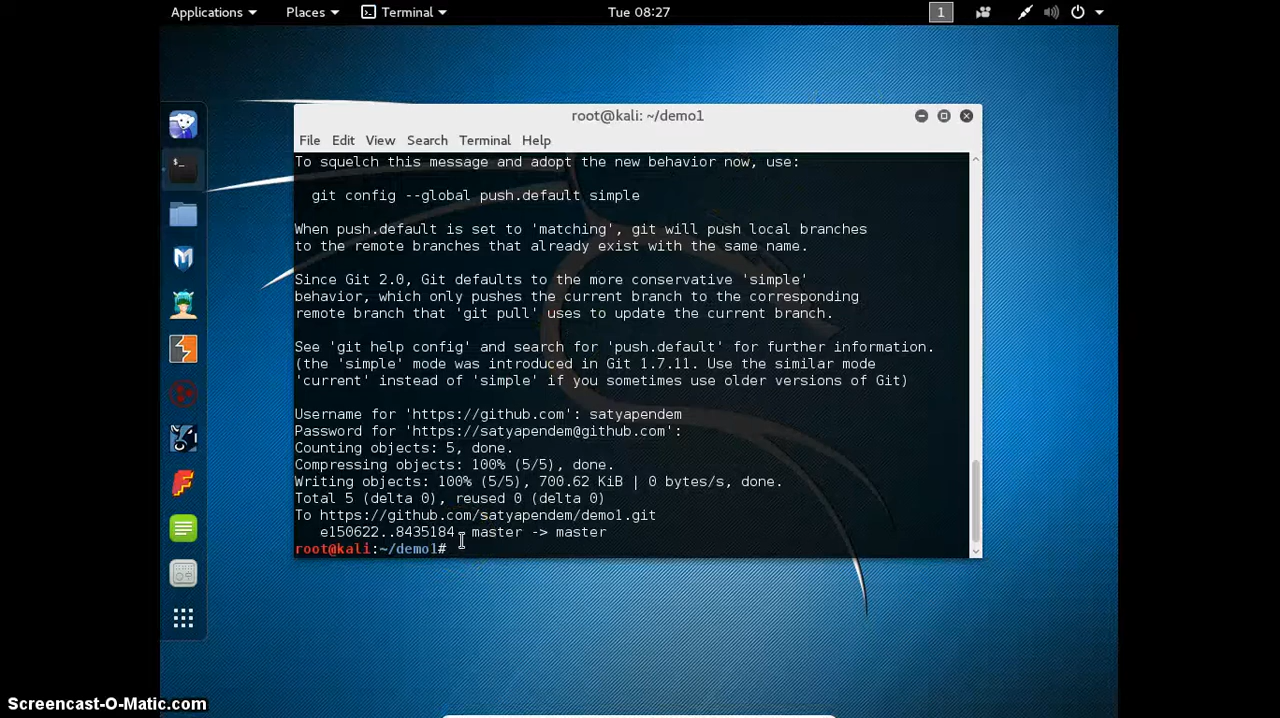 Applications Places Terminal Tue 08:27 1
root@kali: ~/demo1
File Edit View Search Terminal Help
To squelch this message and adopt the new behavior now, use:
git config --global push.default simple
When push.default is set to 'matching', git will push local branches
to the remote branches that already exist with the same name.
Since Git 2.0, Git defaults to the more conservative 'simple'
behavior, which only pushes the current branch to the corresponding
remote branch that 'git pull' uses to update the current branch.
See 'git help config' and search for 'push.default' for further information.
(the 'simple' mode was introduced in Git 1.7.11. Use the similar mode
'current' instead of 'simple' if you sometimes use older versions of Git)
Username for 'https://github.com': satyapendem
Password for 'https://satyapendem@github.com':
Counting objects: 5, done.
Compressing objects: 100% (5/5), done.
Writing objects: 100% (5/5), 700.62 KiB | 0 bytes/s, done.
Total 5 (delta 0), reused 0 (delta 0)
To https://github.com/satyapendem/demo1.git
e150622..8435184 master -> master
root@kali:~/demo1#
Screencast-O-Matic.com